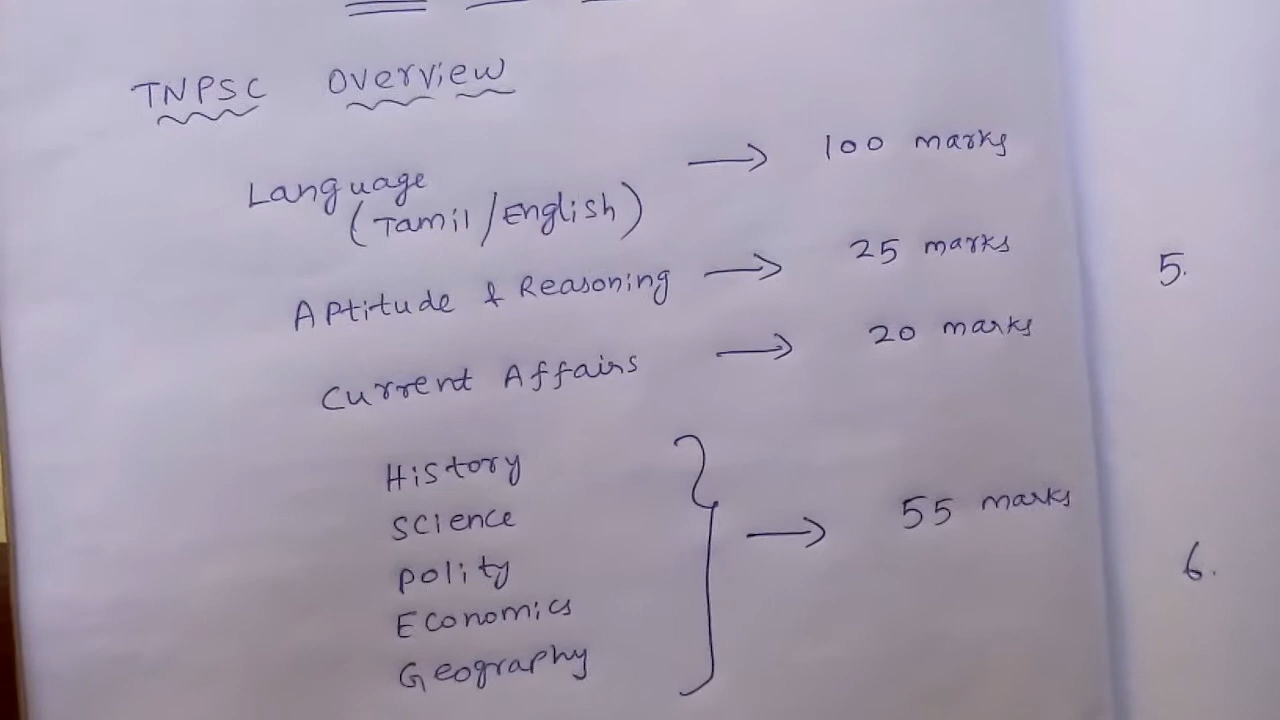 TNPSC Overview
Language → 100 marks
(Tamil/English)
Aptitude & Reasoning → 25 marks
5.
Current Affairs → 20 marks
History
Science
polity
Economics
Geography
} → 55 marks
6.